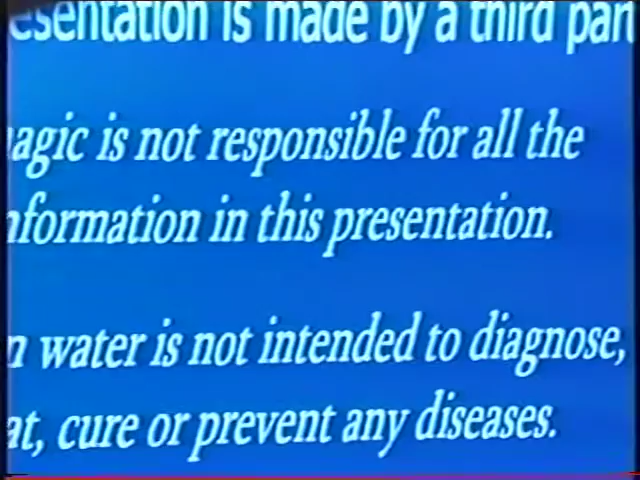 esentation is made by a third part
agic is not responsible for all the
nformation in this presentation.
n water is not intended to diagnose,
at, cure or prevent any diseases.